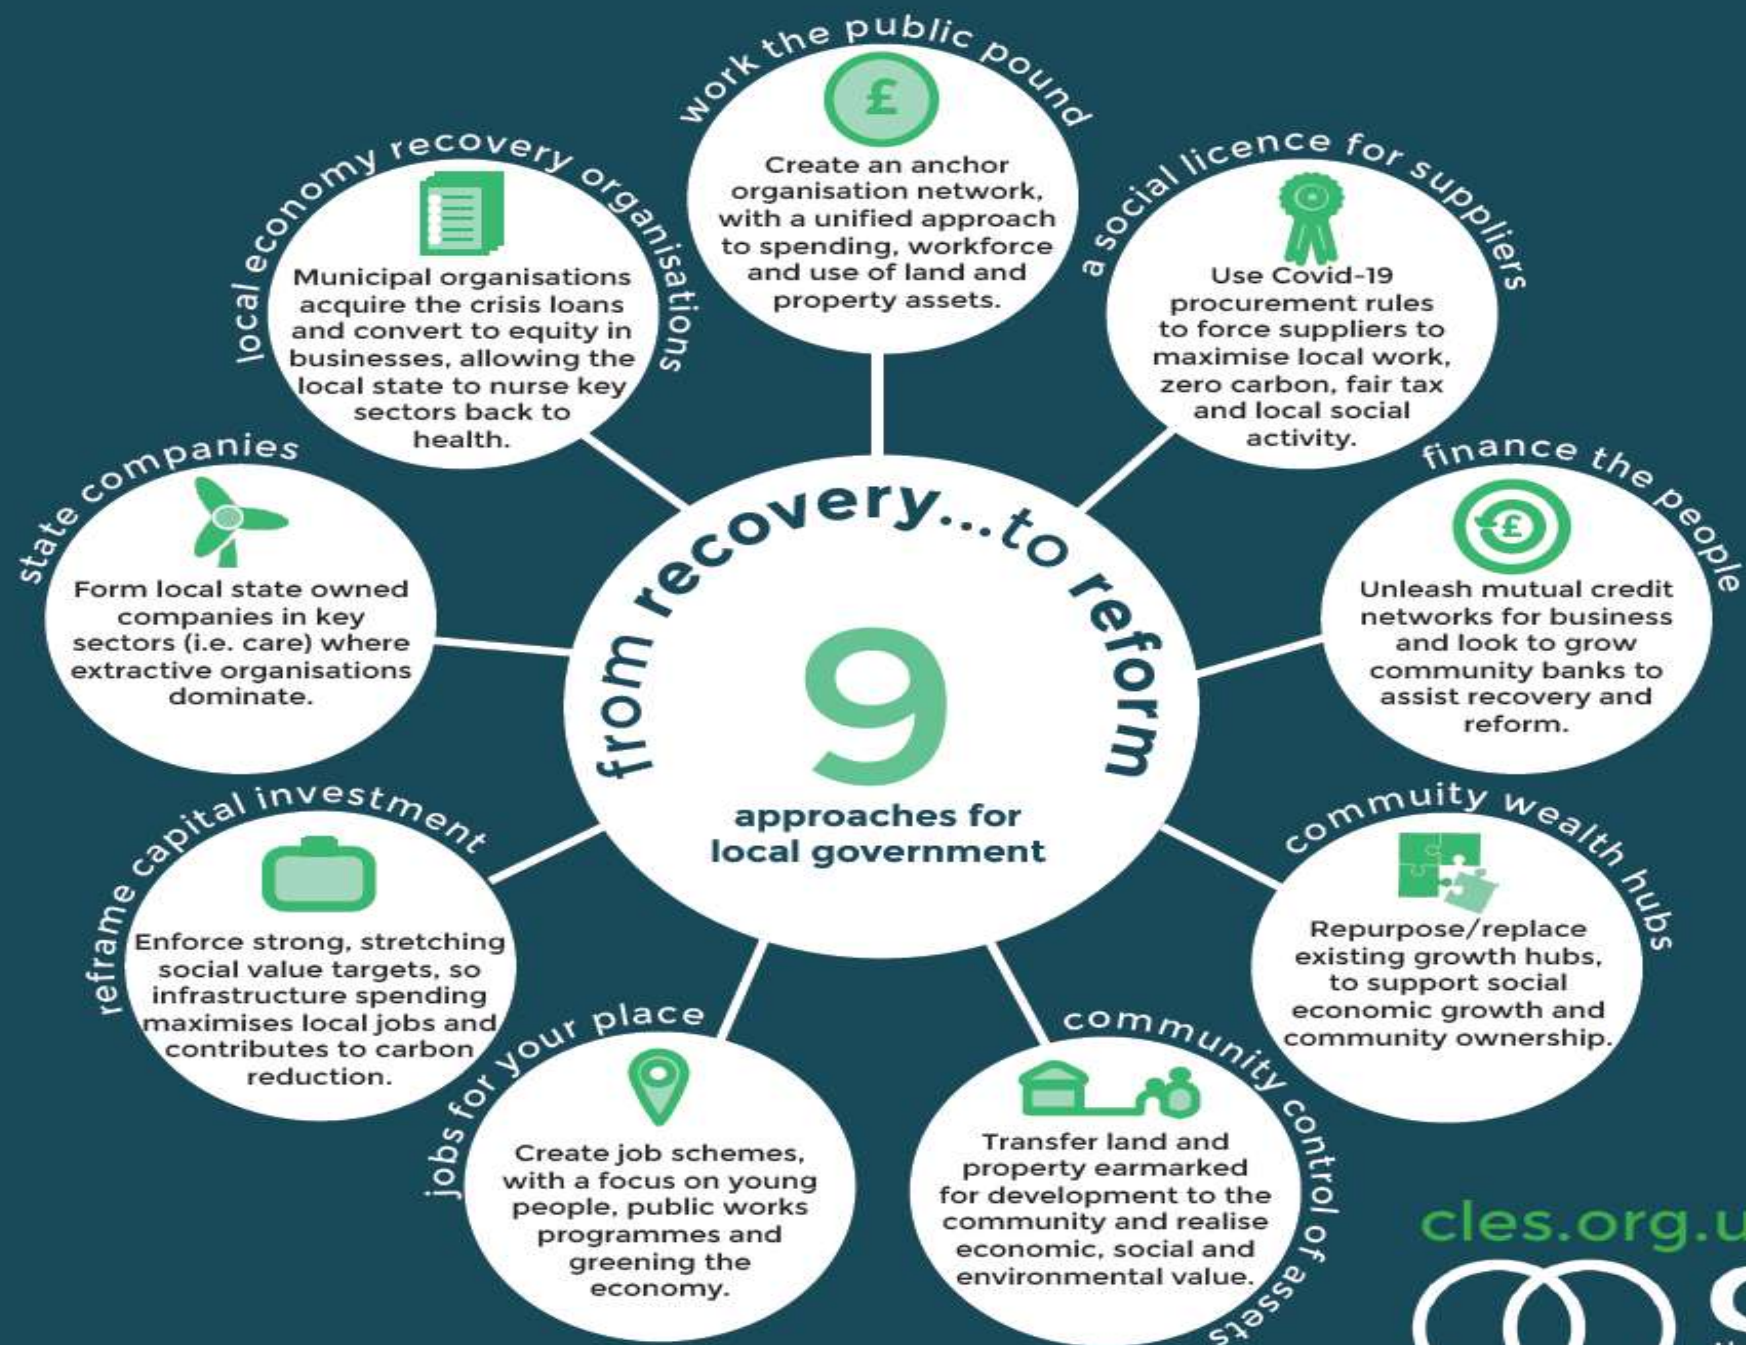 from recovery...to reform
9
approaches for
local government
work the public pound
£
Create an anchor
organisation network,
with a unified approach
to spending, workforce
and use of land and
property assets.
a social licence for suppliers
Use Covid-19
procurement rules
to force suppliers to
maximise local work,
zero carbon, fair tax
and local social
activity.
finance the people
£
Unleash mutual credit
networks for business
and look to grow
community banks to
assist recovery and
reform.
commuity wealth hubs
Repurpose/replace
existing growth hubs,
to support social
economic growth and
community ownership.
community control of assets
Transfer land and
property earmarked
for development to the
community and realise
economic, social and
environmental value.
jobs for your place
Create job schemes,
with a focus on young
people, public works
programmes and
greening the
economy.
reframe capital investment
Enforce strong, stretching
social value targets, so
infrastructure spending
maximises local jobs and
contributes to carbon
reduction.
state companies
Form local state owned
companies in key
sectors (i.e. care) where
extractive organisations
dominate.
local economy recovery organisations
Municipal organisations
acquire the crisis loans
and convert to equity in
businesses, allowing the
local state to nurse key
sectors back to
health.
cles.org.u